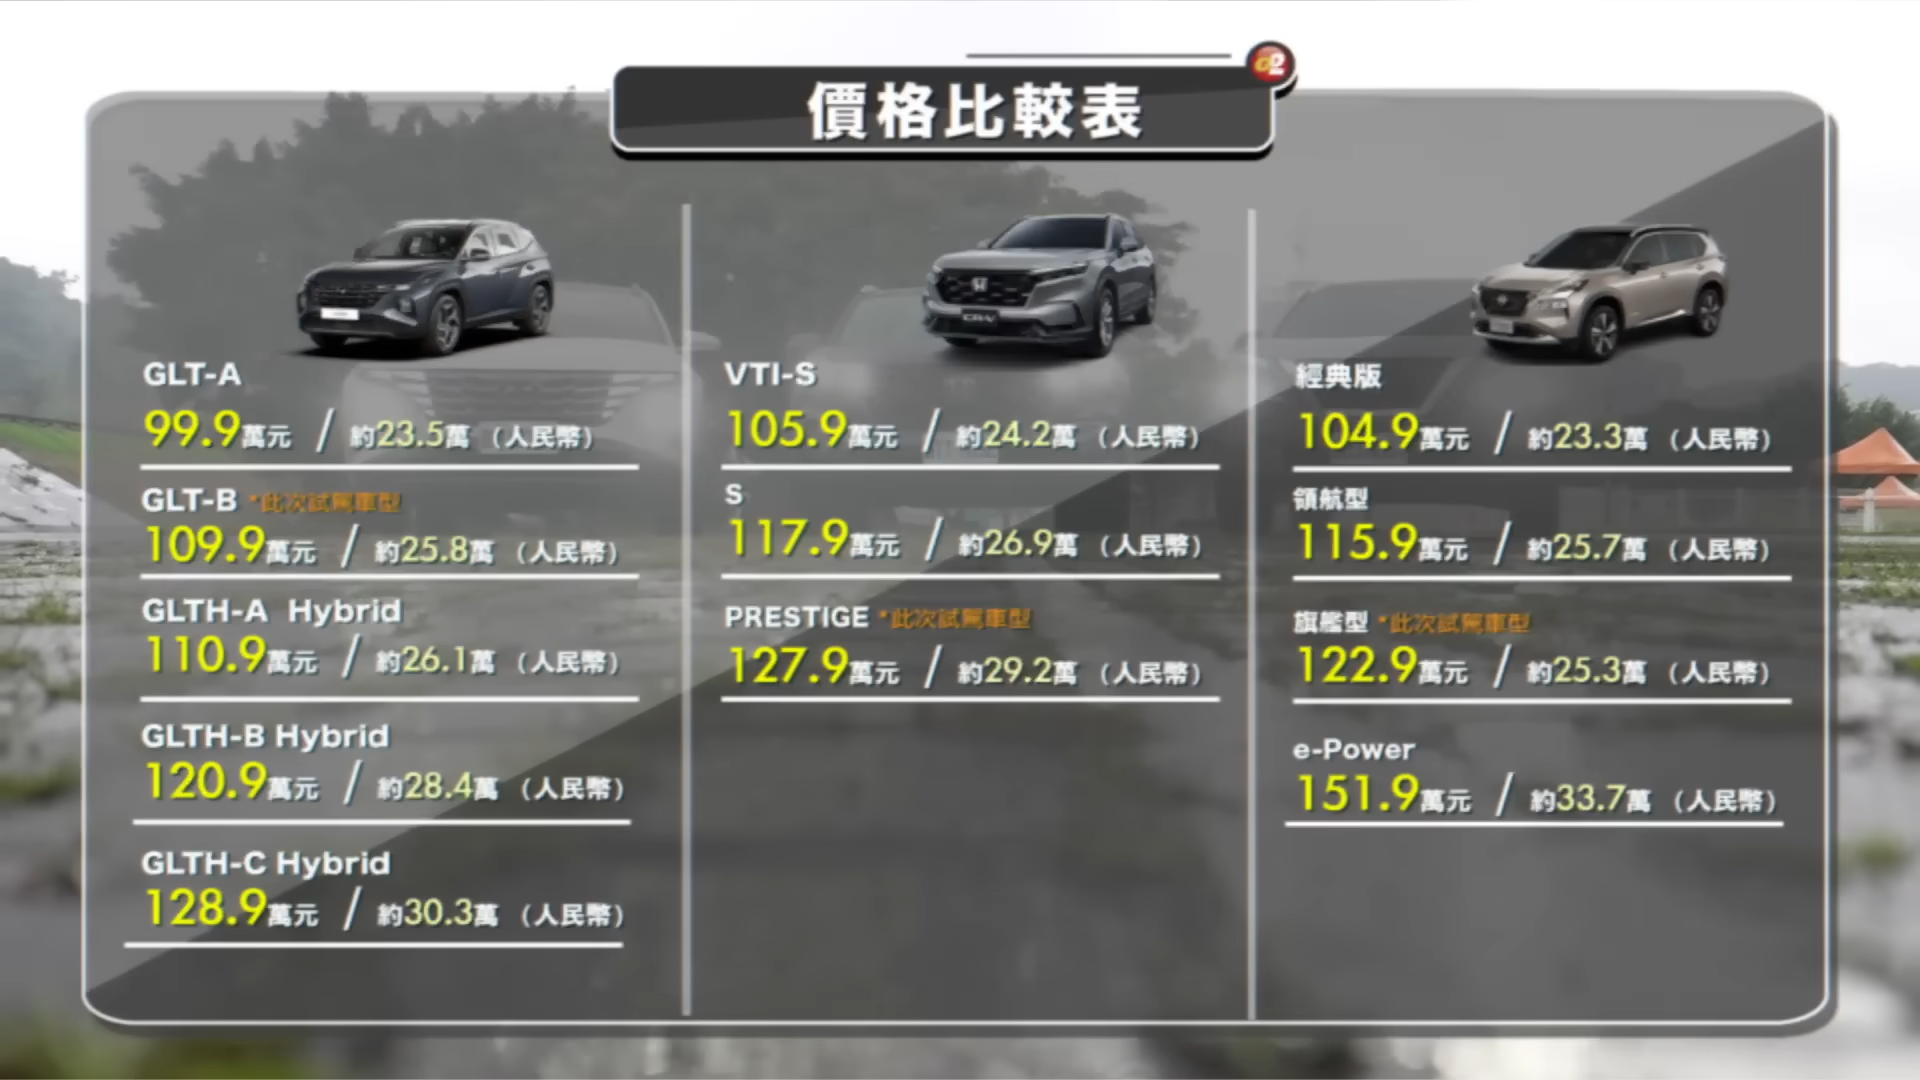 價格比較表
GLT-A
99.9萬元 / 約23.5萬（人民幣）
GLT-B *此次試駕車型
109.9萬元 / 約25.8萬（人民幣）
GLTH-A Hybrid
110.9萬元 / 約26.1萬（人民幣）
GLTH-B Hybrid
120.9萬元 / 約28.4萬（人民幣）
GLTH-C Hybrid
128.9萬元 / 約30.3萬（人民幣）
CR-V
VTI-S
105.9萬元 / 約24.2萬（人民幣）
S
117.9萬元 / 約26.9萬（人民幣）
PRESTIGE *此次試駕車型
127.9萬元 / 約29.2萬（人民幣）
經典版
104.9萬元 / 約23.3萬（人民幣）
領航型
115.9萬元 / 約25.7萬（人民幣）
旗艦型 *此次試駕車型
122.9萬元 / 約25.3萬（人民幣）
e-Power
151.9萬元 / 約33.7萬（人民幣）